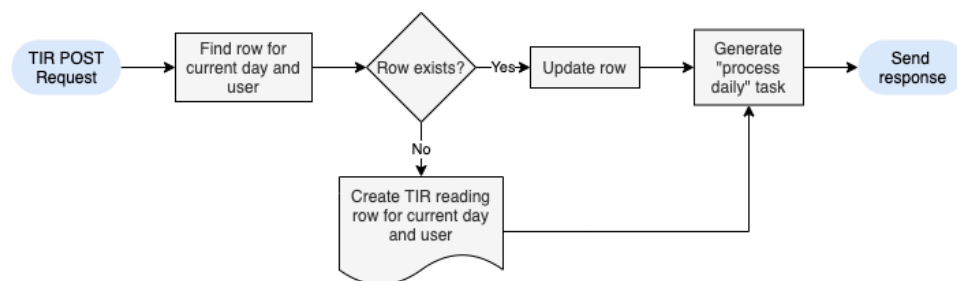 TIR POST
Request
Find row for
current day and
user
Row exists?
Yes
Update row
Generate
"process
daily" task
Send
response
No
Create TIR reading
row for current day
and user